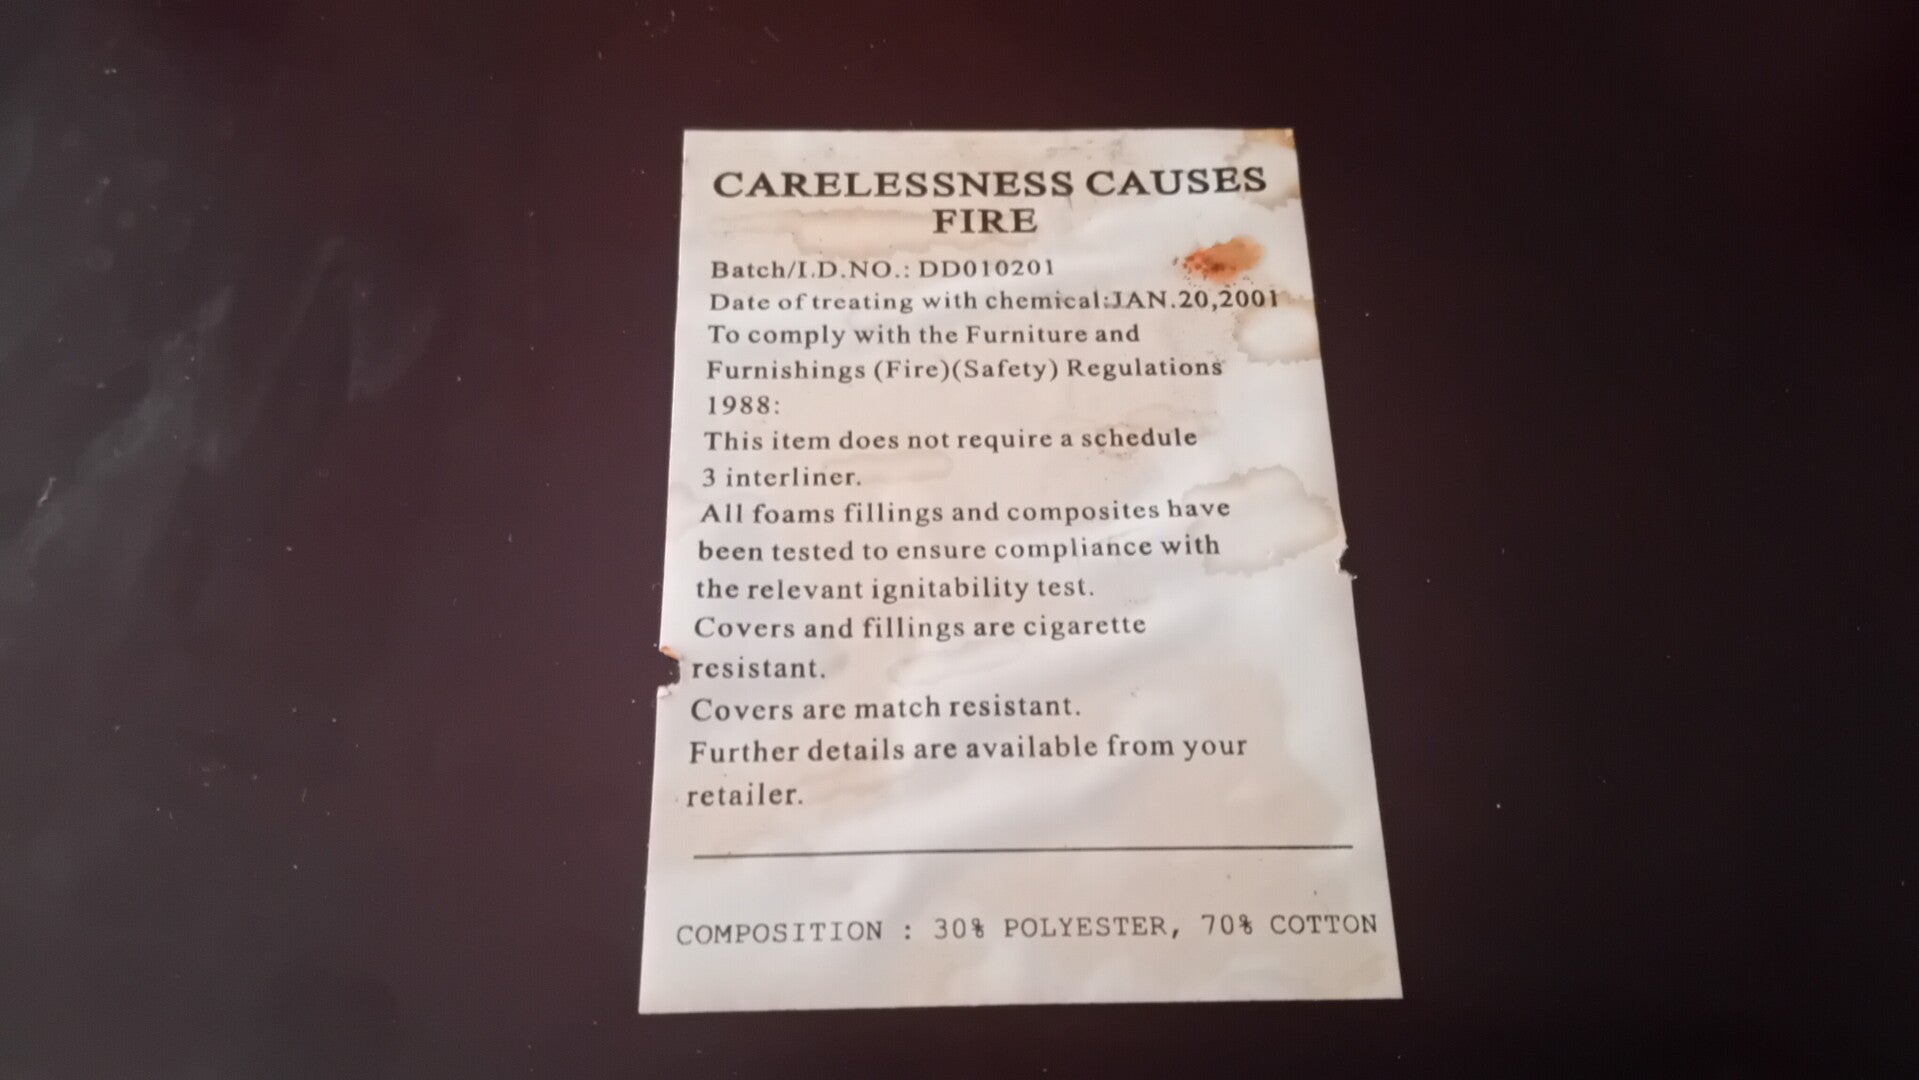 CARELESSNESS CAUSES
FIRE
Batch/I.D.NO.: DD010201
Date of treating with chemical:JAN.20,2001
To comply with the Furniture and
Furnishings (Fire)(Safety) Regulations
1988:
This item does not require a schedule
3 interliner.
All foams fillings and composites have
been tested to ensure compliance with
the relevant ignitability test.
Covers and fillings are cigarette
resistant.
Covers are match resistant.
Further details are available from your
retailer.
COMPOSITION : 30% POLYESTER, 70% COTTON